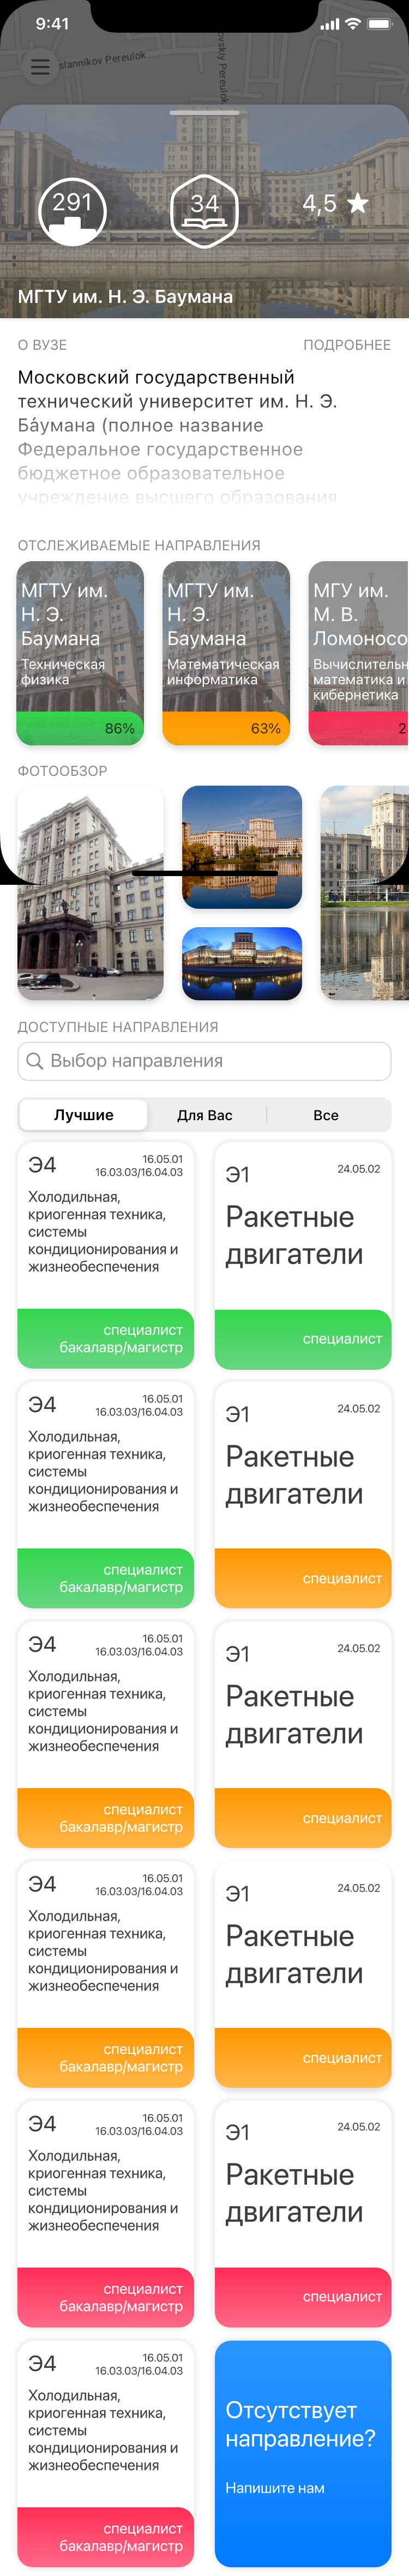 9:41
slannikov Pereulok
ovskiy Pereulok
291
34
4,5
МГТУ им. Н. Э. Баумана
О ВУЗЕ
ПОДРОБНЕЕ
Московский государственный
технический университет им. Н. Э.
Ба́умана (полное название
Федеральное государственное
бюджетное образовательное
учреждение высшего образования
ОТСЛЕЖИВАЕМЫЕ НАПРАВЛЕНИЯ
МГТУ им.
Н. Э.
Баумана
Техническая
физика
86%
МГТУ им.
Н. Э.
Баумана
Математическая
информатика
63%
МГУ им.
М. В.
Ломоносо
Вычислительн
математика и
кибернетика
2
ФОТООБЗОР
ДОСТУПНЫЕ НАПРАВЛЕНИЯ
Выбор направления
Лучшие
Для Вас
Все
Э4
16.05.01
16.03.03/16.04.03
Холодильная,
криогенная техника,
системы
кондиционирования и
жизнеобеспечения
специалист
бакалавр/магистр
Э1
24.05.02
Ракетные
двигатели
специалист
Э4
16.05.01
16.03.03/16.04.03
Холодильная,
криогенная техника,
системы
кондиционирования и
жизнеобеспечения
специалист
бакалавр/магистр
Э1
24.05.02
Ракетные
двигатели
специалист
Э4
16.05.01
16.03.03/16.04.03
Холодильная,
криогенная техника,
системы
кондиционирования и
жизнеобеспечения
специалист
бакалавр/магистр
Э1
24.05.02
Ракетные
двигатели
специалист
Э4
16.05.01
16.03.03/16.04.03
Холодильная,
криогенная техника,
системы
кондиционирования и
жизнеобеспечения
специалист
бакалавр/магистр
Э1
24.05.02
Ракетные
двигатели
специалист
Э4
16.05.01
16.03.03/16.04.03
Холодильная,
криогенная техника,
системы
кондиционирования и
жизнеобеспечения
специалист
бакалавр/магистр
Э1
24.05.02
Ракетные
двигатели
специалист
Э4
16.05.01
16.03.03/16.04.03
Холодильная,
криогенная техника,
системы
кондиционирования и
жизнеобеспечения
специалист
бакалавр/магистр
Отсутствует
направление?
Напишите нам